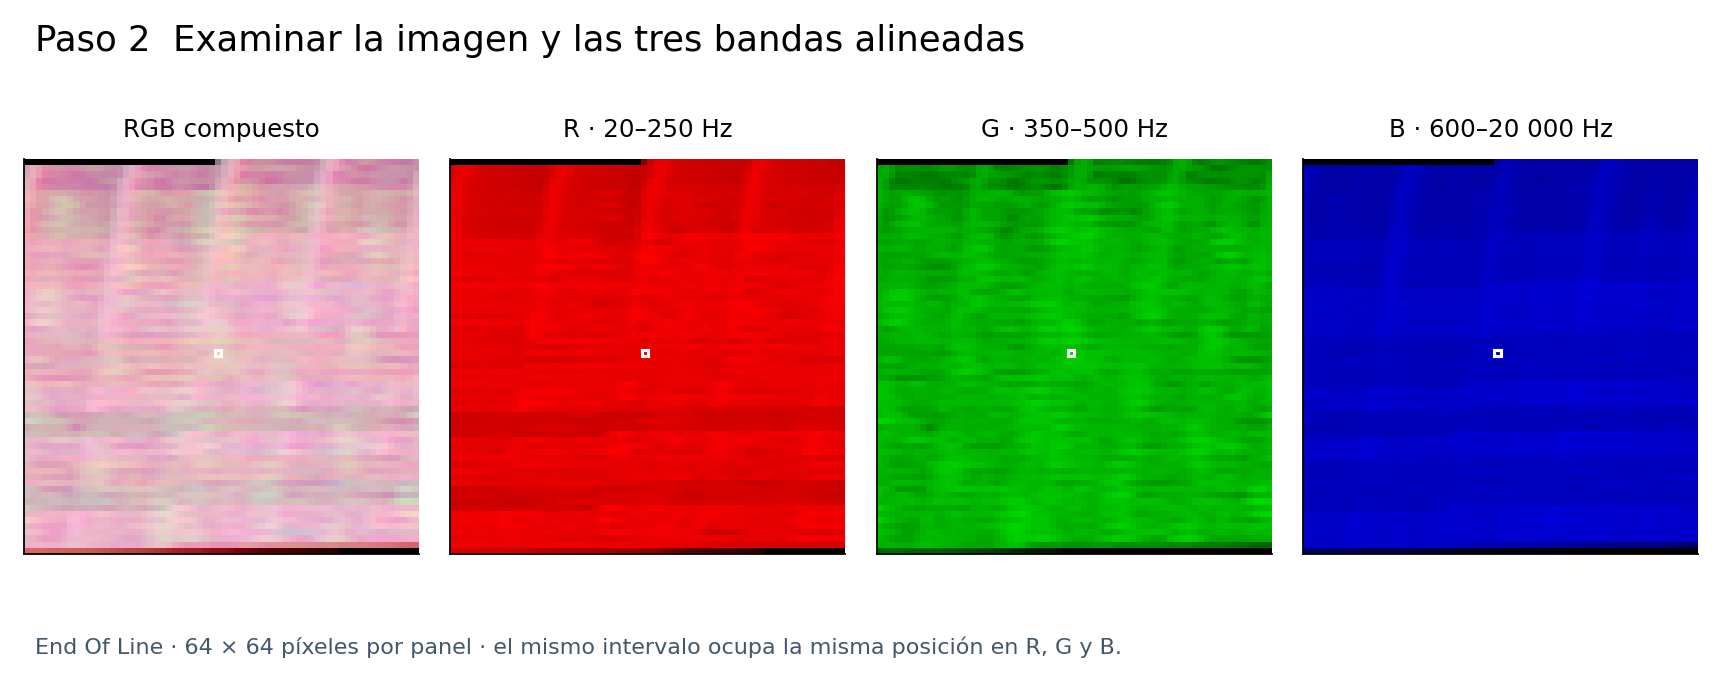 Paso 2  Examinar la imagen y las tres bandas alineadas
RGB compuesto
R · 20–250 Hz
G · 350–500 Hz
B · 600–20 000 Hz
End Of Line · 64 × 64 píxeles por panel · el mismo intervalo ocupa la misma posición en R, G y B.